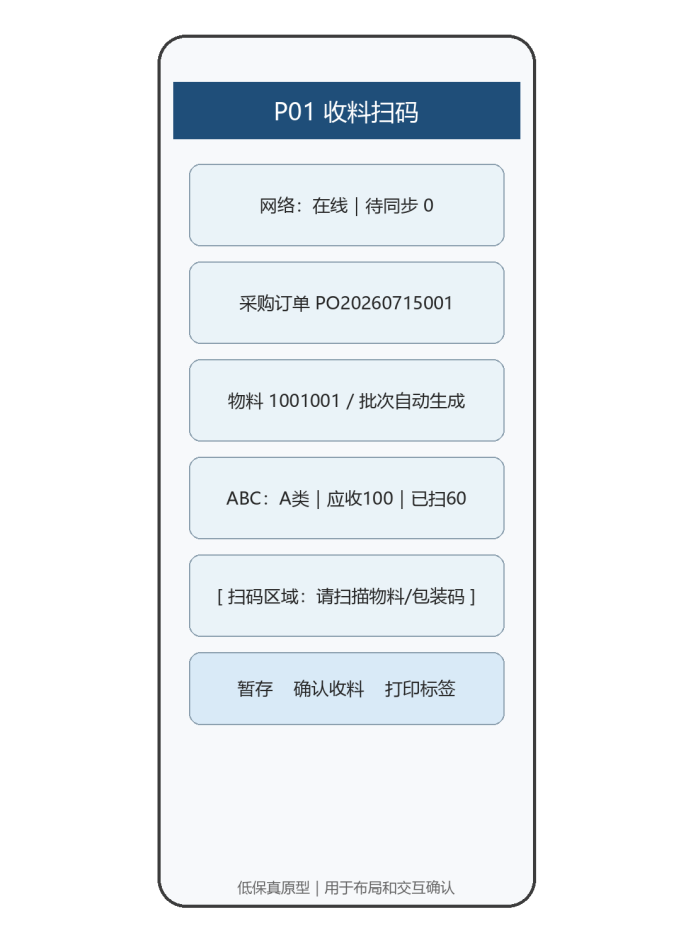 P01 收料扫码
网络：在线 | 待同步 0
采购订单 PO20260715001
物料 1001001 / 批次自动生成
ABC：A类 | 应收100 | 已扫60
[ 扫码区域：请扫描物料/包装码 ]
暂存 确认收料 打印标签
低保真原型 | 用于布局和交互确认